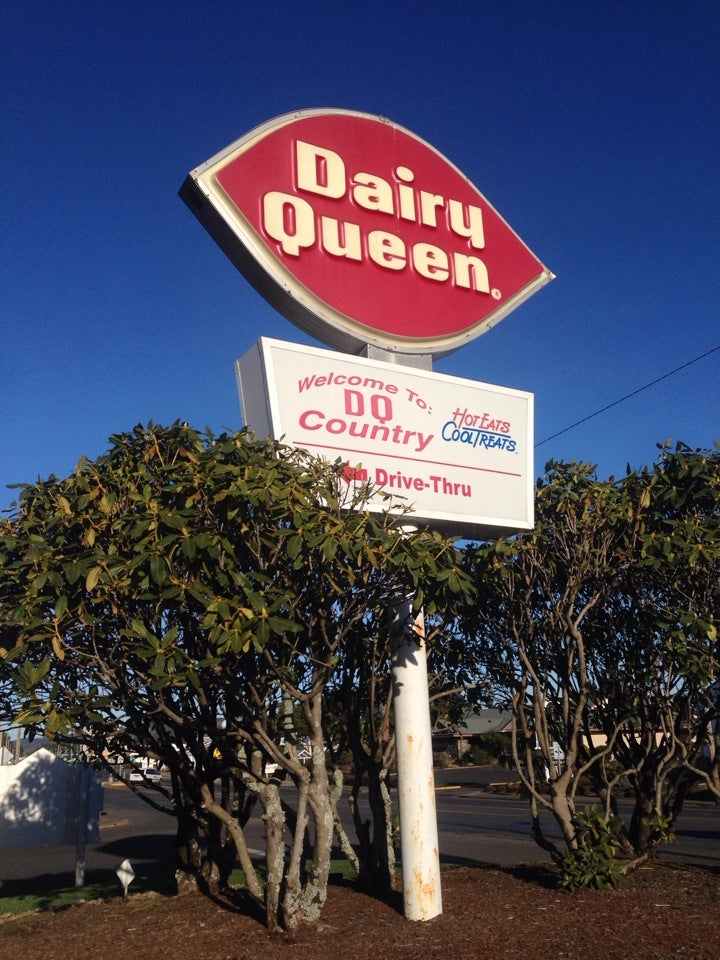 Dairy
Queen®
Welcome To:
DQ
Country
HOT EATS
COOL TREATS
Drive-Thru